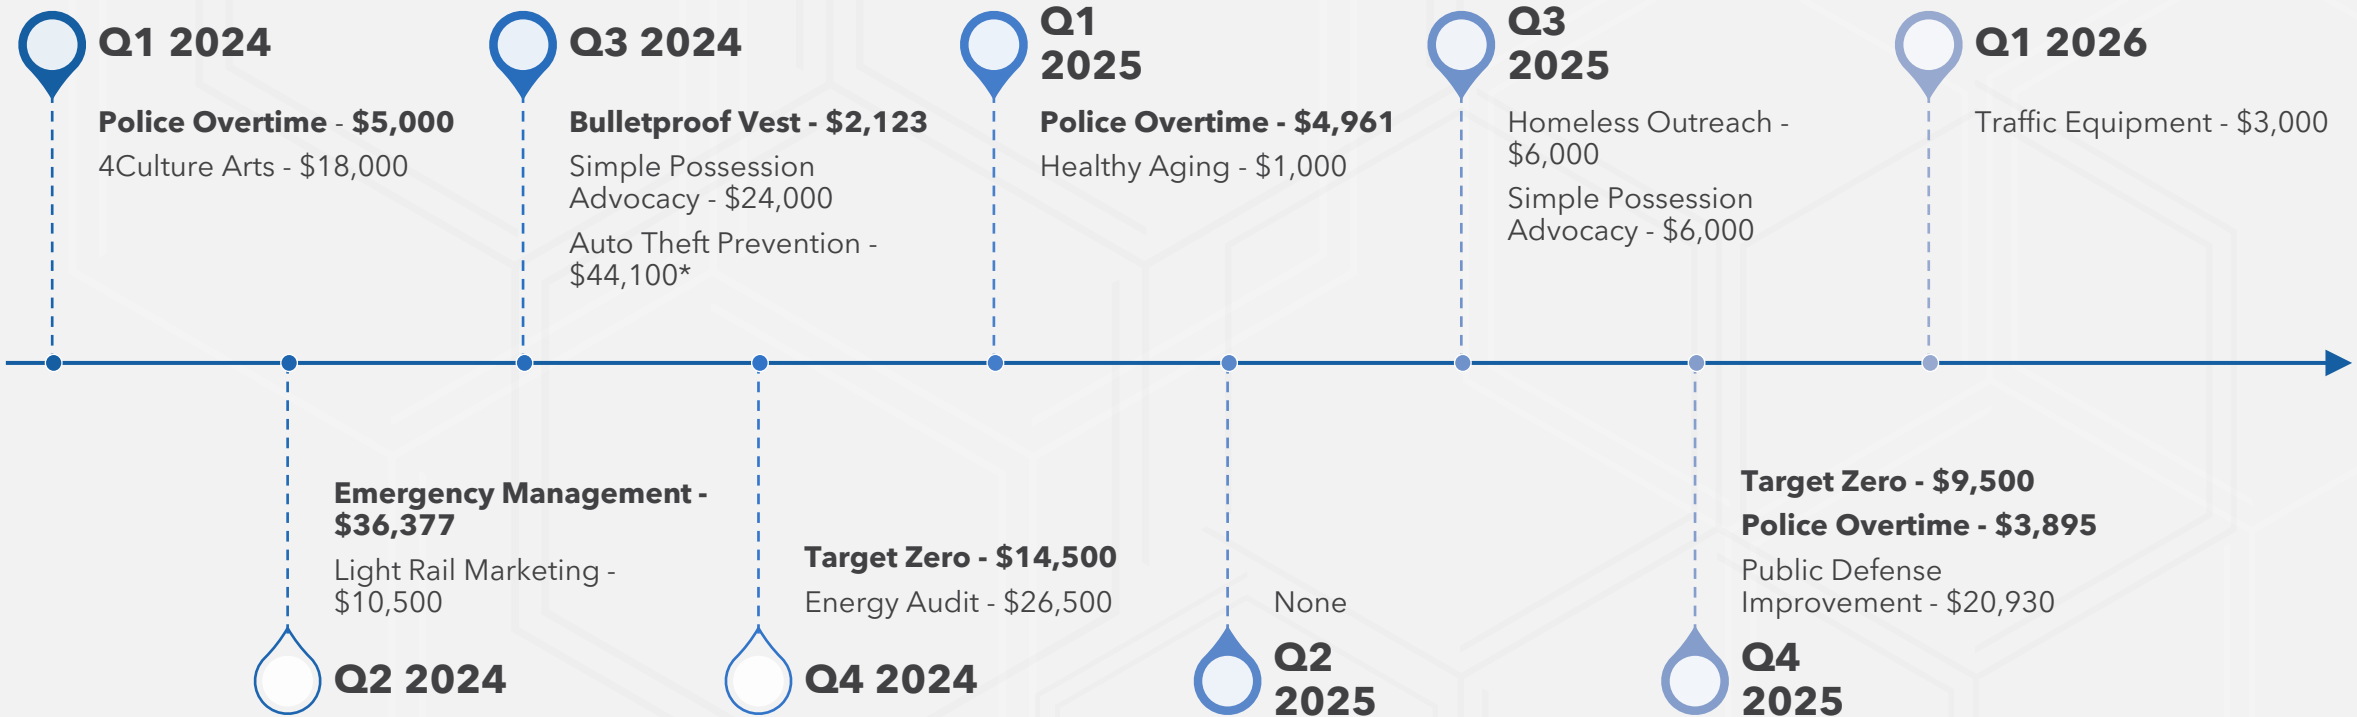 Q1 2024
Police Overtime - $5,000
4Culture Arts - $18,000
Q3 2024
Bulletproof Vest - $2,123
Simple Possession
Advocacy - $24,000
Auto Theft Prevention -
$44,100*
Q1
2025
Police Overtime - $4,961
Healthy Aging - $1,000
Q3
2025
Homeless Outreach -
$6,000
Simple Possession
Advocacy - $6,000
Q1 2026
Traffic Equipment - $3,000
Emergency Management -
$36,377
Light Rail Marketing -
$10,500
Q2 2024
Target Zero - $14,500
Energy Audit - $26,500
Q4 2024
None
Q2
2025
Target Zero - $9,500
Police Overtime - $3,895
Public Defense
Improvement - $20,930
Q4
2025